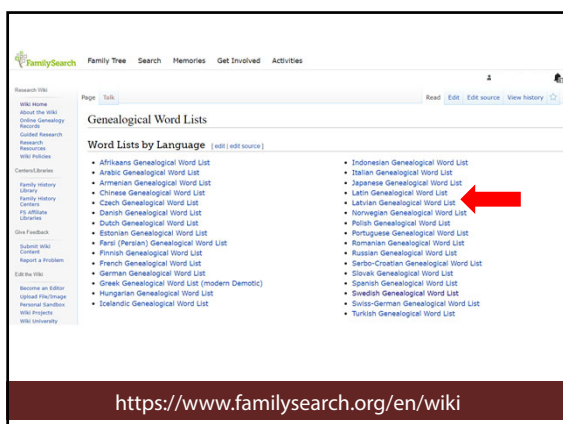 FamilySearch
Family Tree Search Memories Get Involved Activities
Research Wiki
Wiki Home
About the Wiki
Online Genealogy
Records
Guided Research
Research
Resources
Wiki Policies
Centers/Libraries
Family History
Library
Family History
Centers
FS Affiliate
Libraries
Give Feedback
Submit Wiki
Content
Report a Problem
Edit the Wiki
Become an Editor
Upload File/Image
Personal Sandbox
Wiki Projects
Wiki University
Page Talk
Read Edit Edit source View history
Genealogical Word Lists
Word Lists by Language [ edit | edit source ]
• Afrikaans Genealogical Word List
• Arabic Genealogical Word List
• Armenian Genealogical Word List
• Chinese Genealogical Word List
• Czech Genealogical Word List
• Danish Genealogical Word List
• Dutch Genealogical Word List
• Estonian Genealogical Word List
• Farsi (Persian) Genealogical Word List
• Finnish Genealogical Word List
• French Genealogical Word List
• German Genealogical Word List
• Greek Genealogical Word List (modern Demotic)
• Hungarian Genealogical Word List
• Icelandic Genealogical Word List
• Indonesian Genealogical Word List
• Italian Genealogical Word List
• Japanese Genealogical Word List
• Latin Genealogical Word List
• Latvian Genealogical Word List
• Norwegian Genealogical Word List
• Polish Genealogical Word List
• Portuguese Genealogical Word List
• Romanian Genealogical Word List
• Russian Genealogical Word List
• Serbo-Croatian Genealogical Word List
• Slovak Genealogical Word List
• Spanish Genealogical Word List
• Swedish Genealogical Word List
• Swiss-German Genealogical Word List
• Turkish Genealogical Word List
https://www.familysearch.org/en/wiki